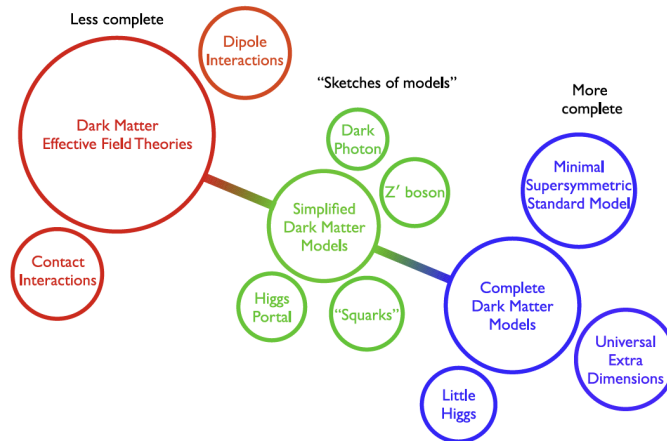 Less complete
Dipole
Interactions
Dark Matter
Effective Field Theories
Contact
Interactions
“Sketches of models”
Dark
Photon
Z′ boson
Simplified
Dark Matter
Models
Higgs
Portal
“Squarks”
More
complete
Minimal
Supersymmetric
Standard Model
Complete
Dark Matter
Models
Universal
Extra
Dimensions
Little
Higgs